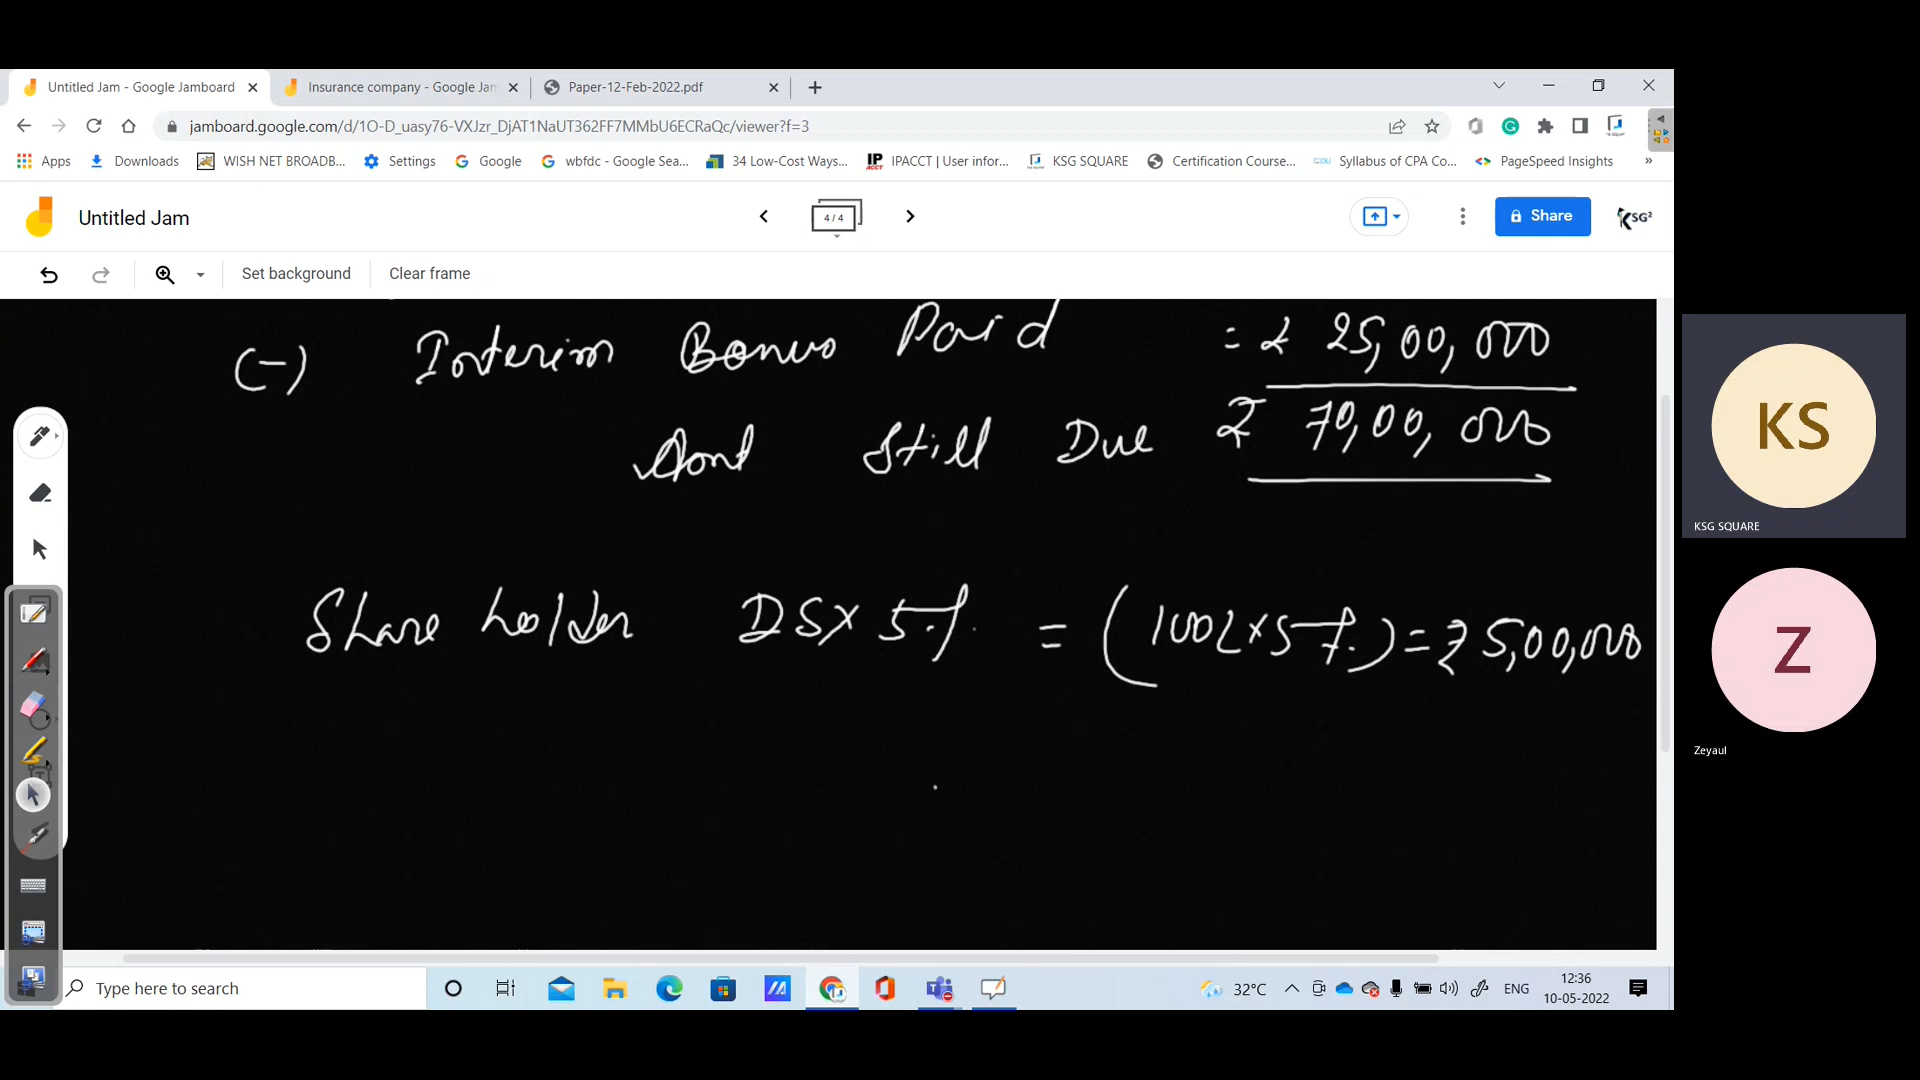 Untitled Jam - Google Jamboard
Insurance company - Google Jam
Paper-12-Feb-2022.pdf
jamboard.google.com/d/1O-D_uasy76-VXJzr_DjAT1NaUT362FF7MMbU6ECRaQc/viewer?f=3
Apps
Downloads
WISH NET BROADB...
Settings
Google
wbfdc - Google Sea...
34 Low-Cost Ways...
IPACCT | User infor...
KSG SQUARE
Certification Course...
Syllabus of CPA Co...
PageSpeed Insights
»
Untitled Jam
4 / 4
Share
KSG²
Set background
Clear frame
(-) Interim Bonus Paid = ₹ 25,00,000
Amt Still Due ₹ 70,00,000
Share holder DS x 5% = (100L x 5%) = ₹ 5,00,000
KS
KSG SQUARE
Z
Zeyaul
Type here to search
32°C
ENG
12:36
10-05-2022